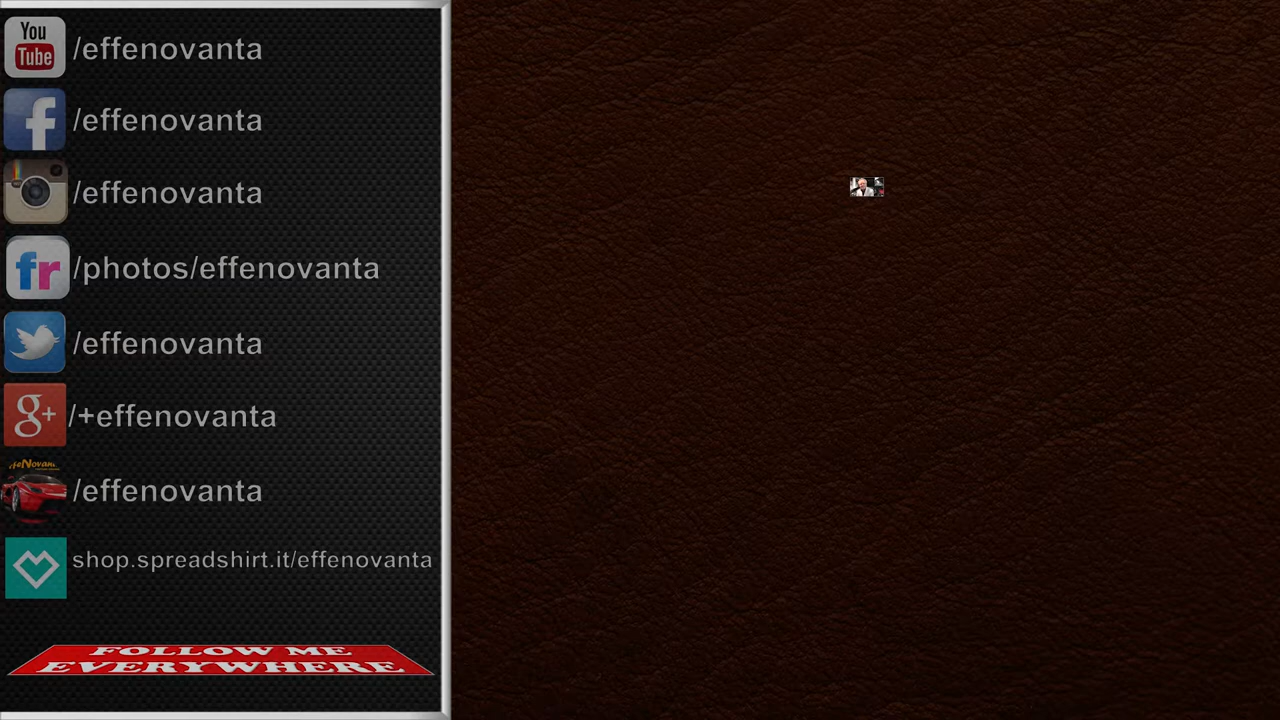 You
Tube
/effenovanta
/effenovanta
/effenovanta
fr
/photos/effenovanta
/effenovanta
g+
/+effenovanta
/effenovanta
shop.spreadshirt.it/effenovanta
FOLLOW ME
EVERYWHERE